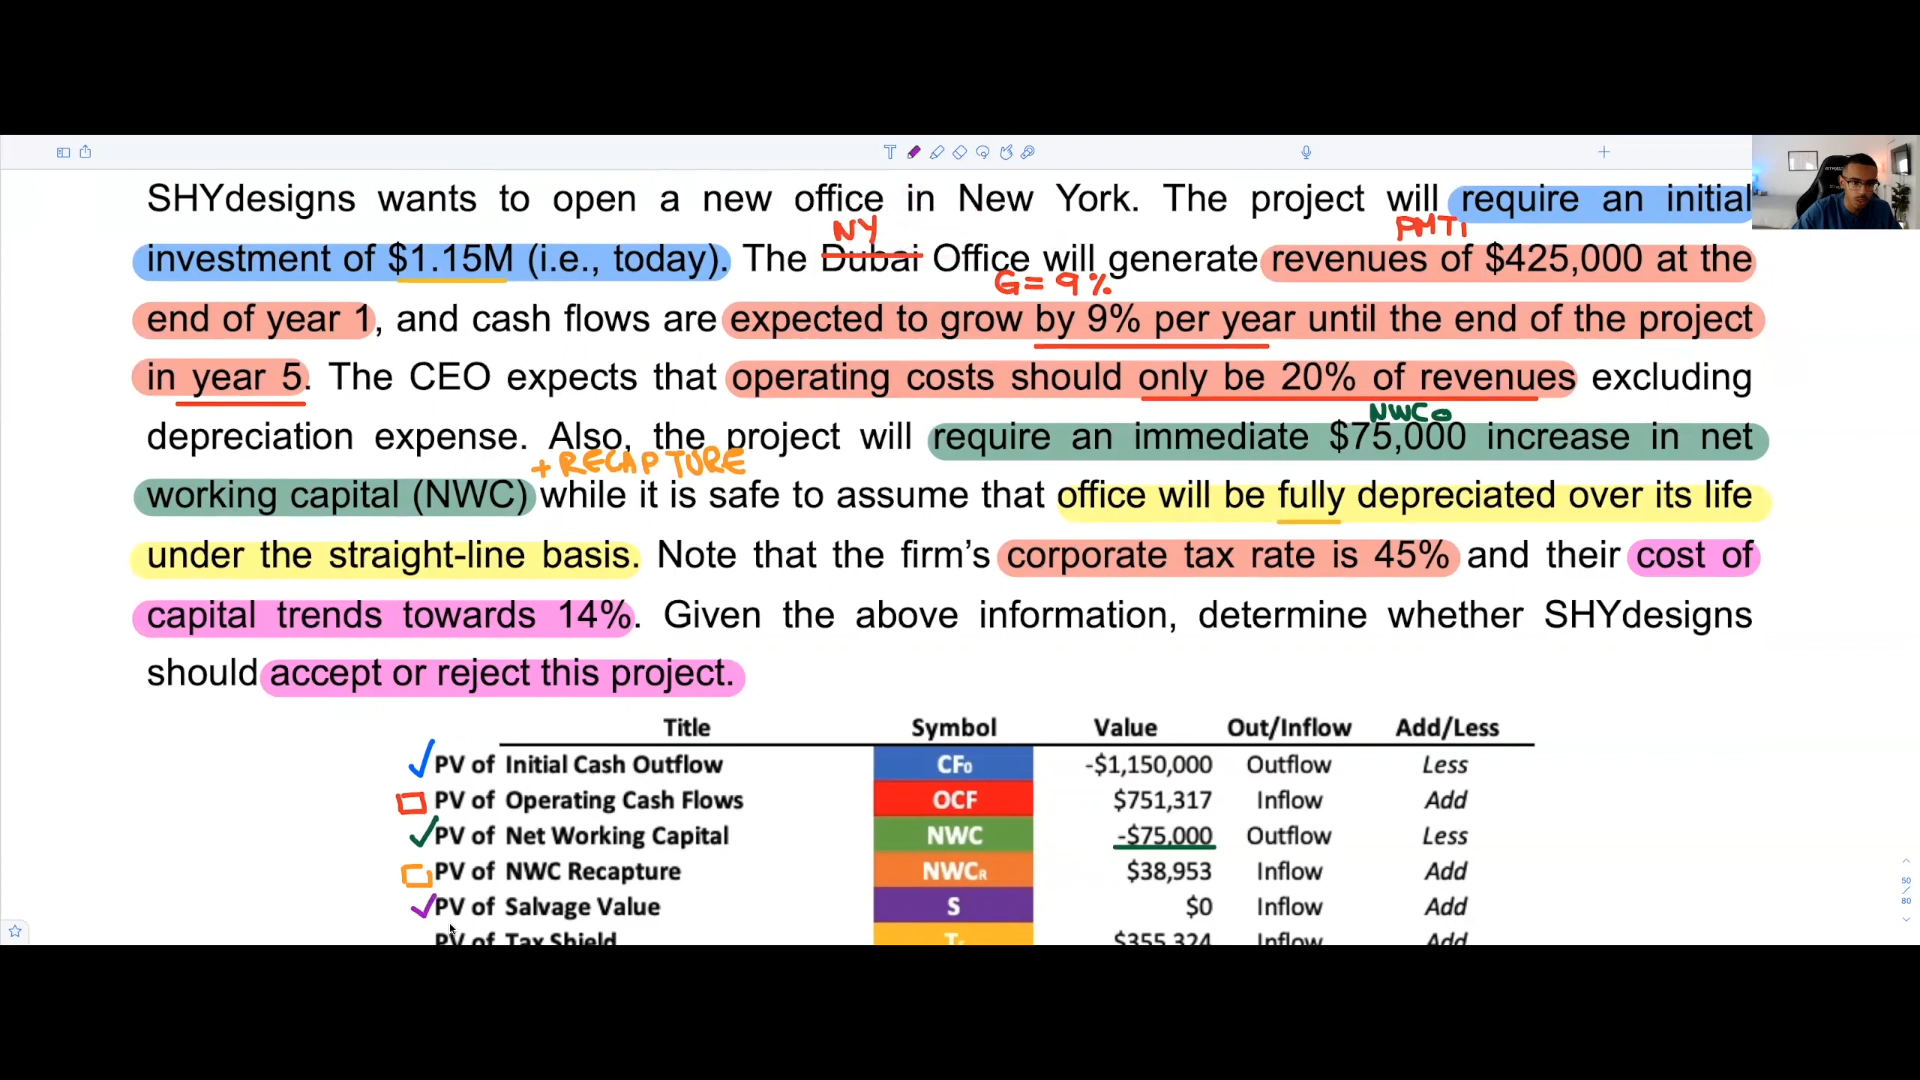 SHYdesigns wants to open a new office in New York. The project will require an initial
NY PMT1
investment of $1.15M (i.e., today). The Dubai Office will generate revenues of $425,000 at the
G = 9%
end of year 1, and cash flows are expected to grow by 9% per year until the end of the project
in year 5. The CEO expects that operating costs should only be 20% of revenues excluding
NWC0
depreciation expense. Also, the project will require an immediate $75,000 increase in net
+ RECAPTURE
working capital (NWC) while it is safe to assume that office will be fully depreciated over its life
under the straight-line basis. Note that the firm’s corporate tax rate is 45% and their cost of
capital trends towards 14%. Given the above information, determine whether SHYdesigns
should accept or reject this project.
Title Symbol Value Out/Inflow Add/Less
PV of Initial Cash Outflow CF0 -$1,150,000 Outflow Less
PV of Operating Cash Flows OCF $751,317 Inflow Add
PV of Net Working Capital NWC -$75,000 Outflow Less
PV of NWC Recapture NWCR $38,953 Inflow Add
PV of Salvage Value S $0 Inflow Add
PV of Tax Shield $355,324 Inflow Add
50
/
80